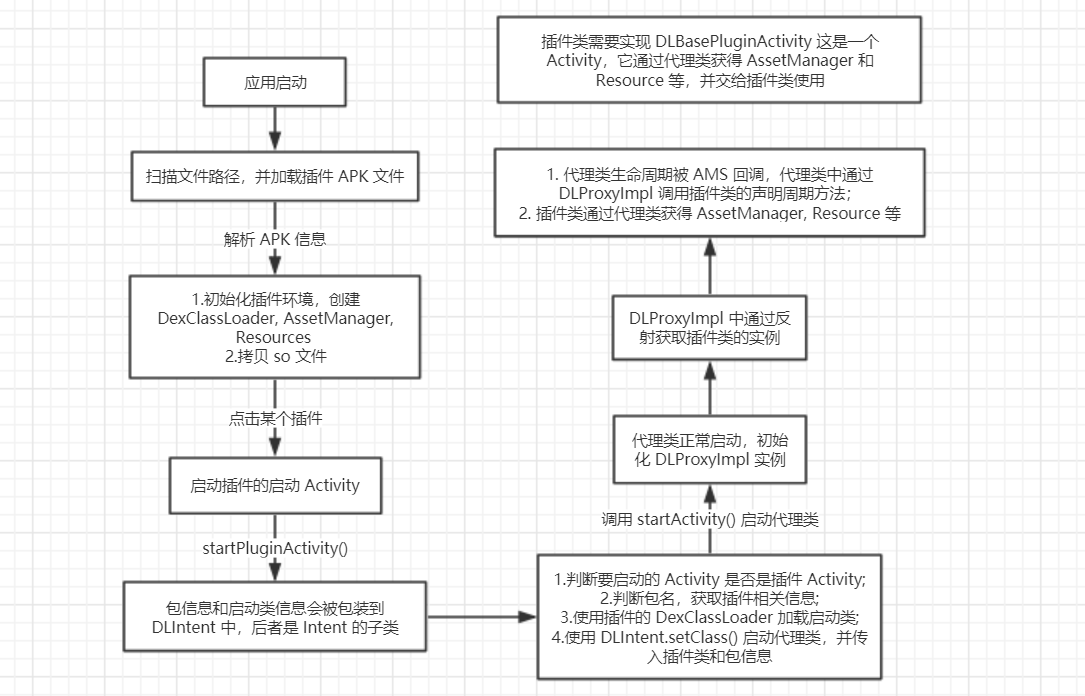 应用启动
扫描文件路径，并加载插件 APK 文件
解析 APK 信息
1.初始化插件环境，创建
DexClassLoader, AssetManager,
Resources
2.拷贝 so 文件
点击某个插件
启动插件的启动 Activity
startPluginActivity()
包信息和启动类信息会被包装到
DLIntent 中，后者是 Intent 的子类
1.判断要启动的 Activity 是否是插件 Activity;
2.判断包名，获取插件相关信息;
3.使用插件的 DexClassLoader 加载启动类;
4.使用 DLIntent.setClass() 启动代理类，并传
入插件类和包信息
调用 startActivity() 启动代理类
代理类正常启动，初始
化 DLProxyImpl 实例
DLProxyImpl 中通过反
射获取插件类的实例
1. 代理类生命周期被 AMS 回调，代理类中通过
DLProxyImpl 调用插件类的声明周期方法；
2. 插件类通过代理类获得 AssetManager, Resource 等
插件类需要实现 DLBasePluginActivity 这是一个
Activity，它通过代理类获得 AssetManager 和
Resource 等，并交给插件类使用